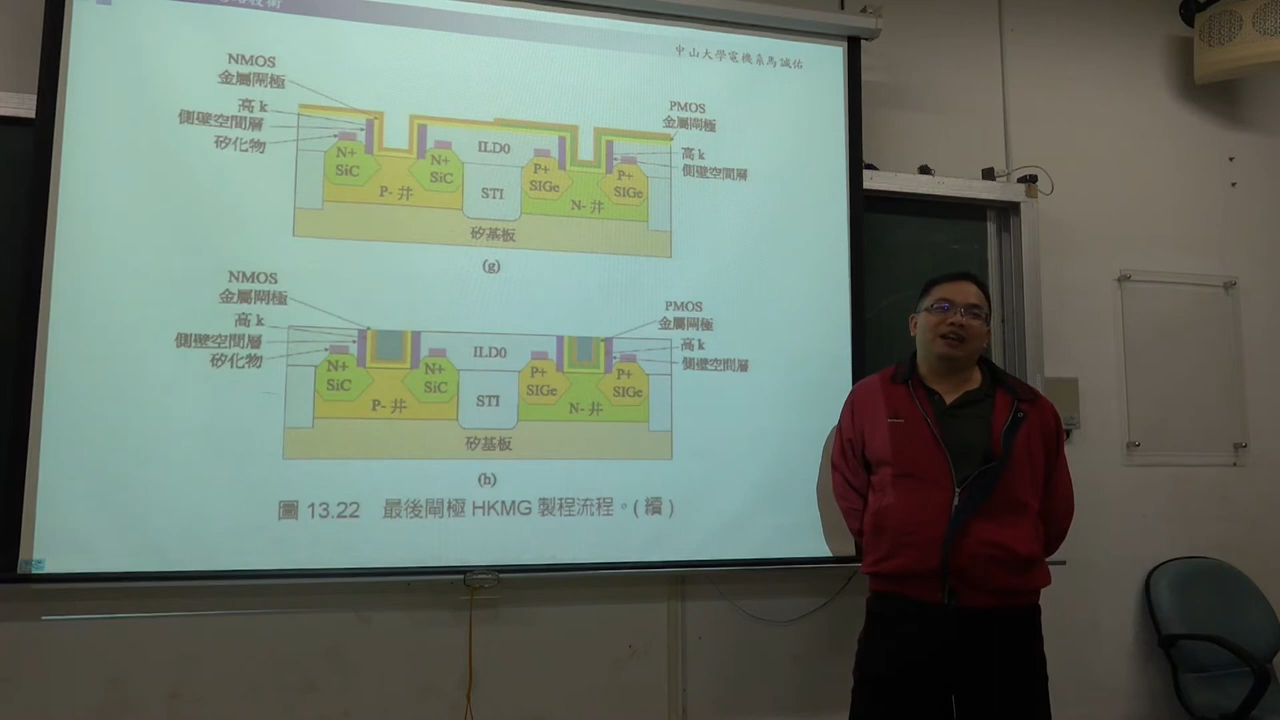 技術
中山大學電機系馬誠佑
NMOS
金屬閘極
高 k
側壁空間層
矽化物
PMOS
金屬閘極
高 k
側壁空間層
N+
SiC
N+
SiC
ILD0
P+
SIGe
P+
SIGe
P- 井
STI
N- 井
矽基板
(g)
NMOS
金屬閘極
高 k
側壁空間層
矽化物
PMOS
金屬閘極
高 k
側壁空間層
N+
SiC
N+
SiC
ILD0
P+
SIGe
P+
SIGe
P- 井
STI
N- 井
矽基板
(h)
圖 13.22 最後閘極 HKMG 製程流程。( 續 )